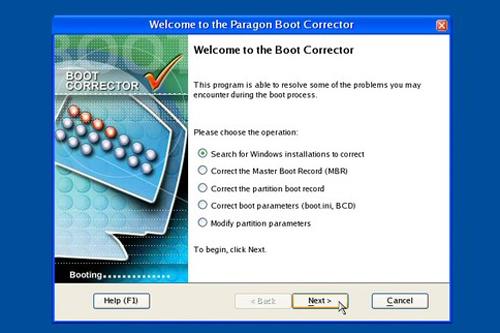 Welcome to the Paragon Boot Corrector
BOOT
CORRECTOR
Welcome to the Boot Corrector
This program is able to resolve some of the problems you may
encounter during the boot process.
Please choose the operation:
Search for Windows installations to correct
Correct the Master Boot Record (MBR)
Correct the partition boot record
Correct boot parameters (boot.ini, BCD)
Modify partition parameters
To begin, click Next.
Booting...............
Help (F1)
< Back
Next >
Cancel